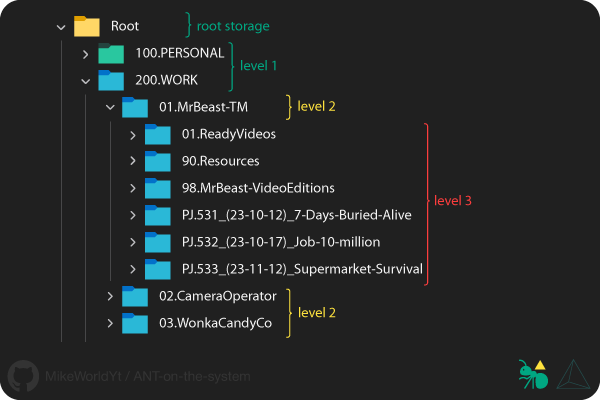 Root root storage
100.PERSONAL
level 1
200.WORK
01.MrBeast-TM level 2
01.ReadyVideos
90.Resources
98.MrBeast-VideoEditions
level 3
PJ.531_(23-10-12)_7-Days-Buried-Alive
PJ.532_(23-10-17)_Job-10-million
PJ.533_(23-11-12)_Supermarket-Survival
02.CameraOperator
level 2
03.WonkaCandyCo
MikeWorldYt / ANT-on-the-system